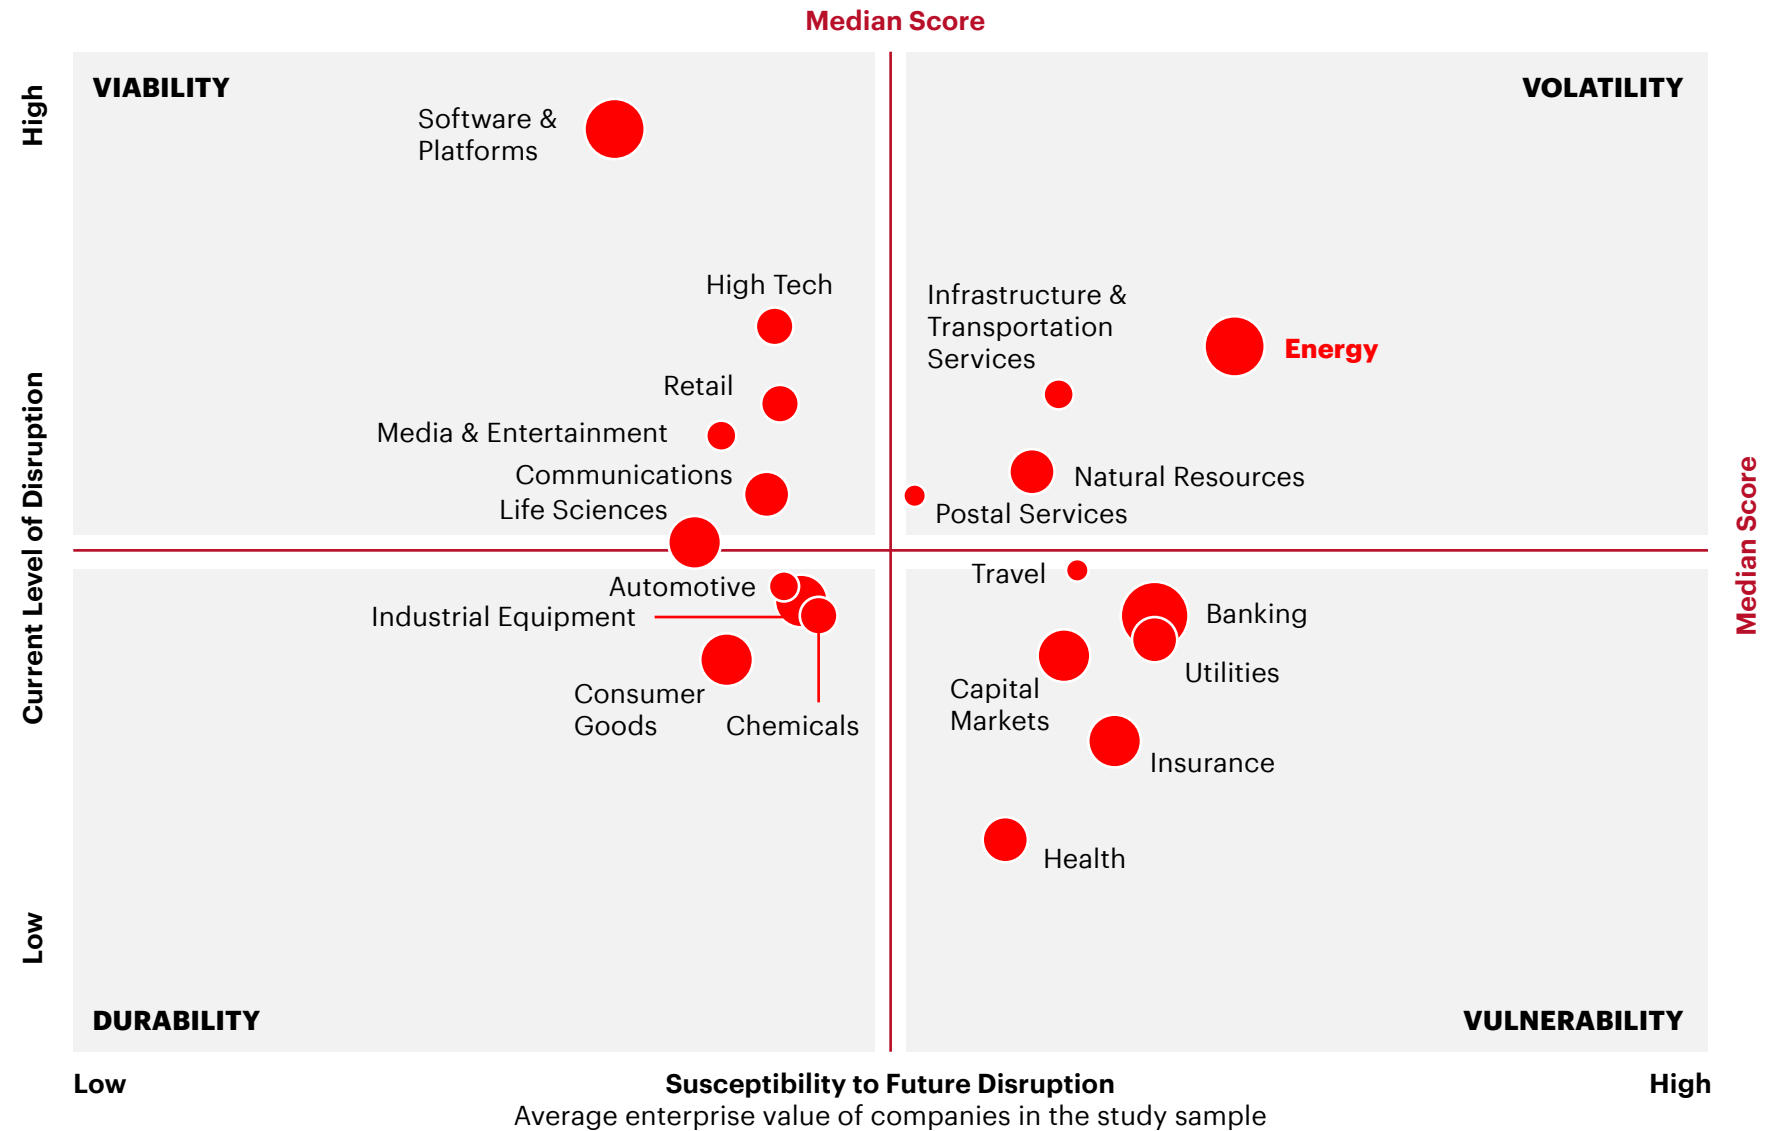 Median Score
VIABILITY
VOLATILITY
High
Software &
Platforms
High Tech
Infrastructure &
Transportation
Services
Energy
Retail
Media & Entertainment
Communications
Life Sciences
Natural Resources
Postal Services
Current Level of Disruption
Median Score
Automotive
Industrial Equipment
Consumer
Goods
Chemicals
Travel
Banking
Utilities
Capital
Markets
Insurance
Health
Low
DURABILITY
VULNERABILITY
Low
Susceptibility to Future Disruption
High
Average enterprise value of companies in the study sample